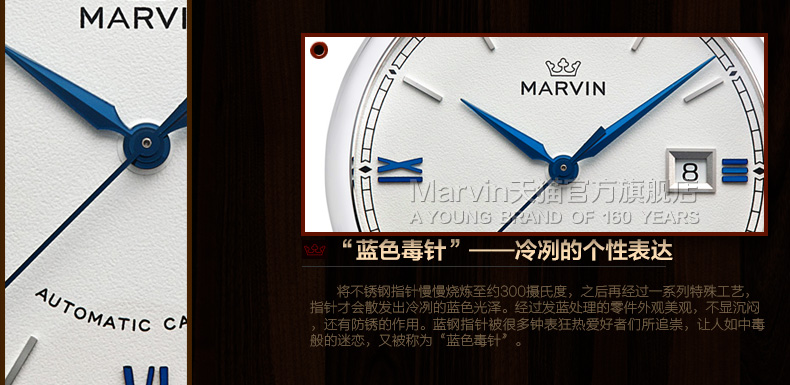 MARVI
AUTOMATIC CA
VI
MARVIN
IX
8
III
Marvin天猫官方旗舰店
A YOUNG BRAND OF 160 YEARS
“蓝色毒针”——冷冽的个性表达
将不锈钢指针慢慢烧炼至约300摄氏度，之后再经过一系列特殊工艺，
指针才会散发出冷冽的蓝色光泽。经过发蓝处理的零件外观美观，不显沉闷
，还有防锈的作用。蓝钢指针被很多钟表狂热爱好者们所追崇，让人如中毒
般的迷恋，又被称为“蓝色毒针”。